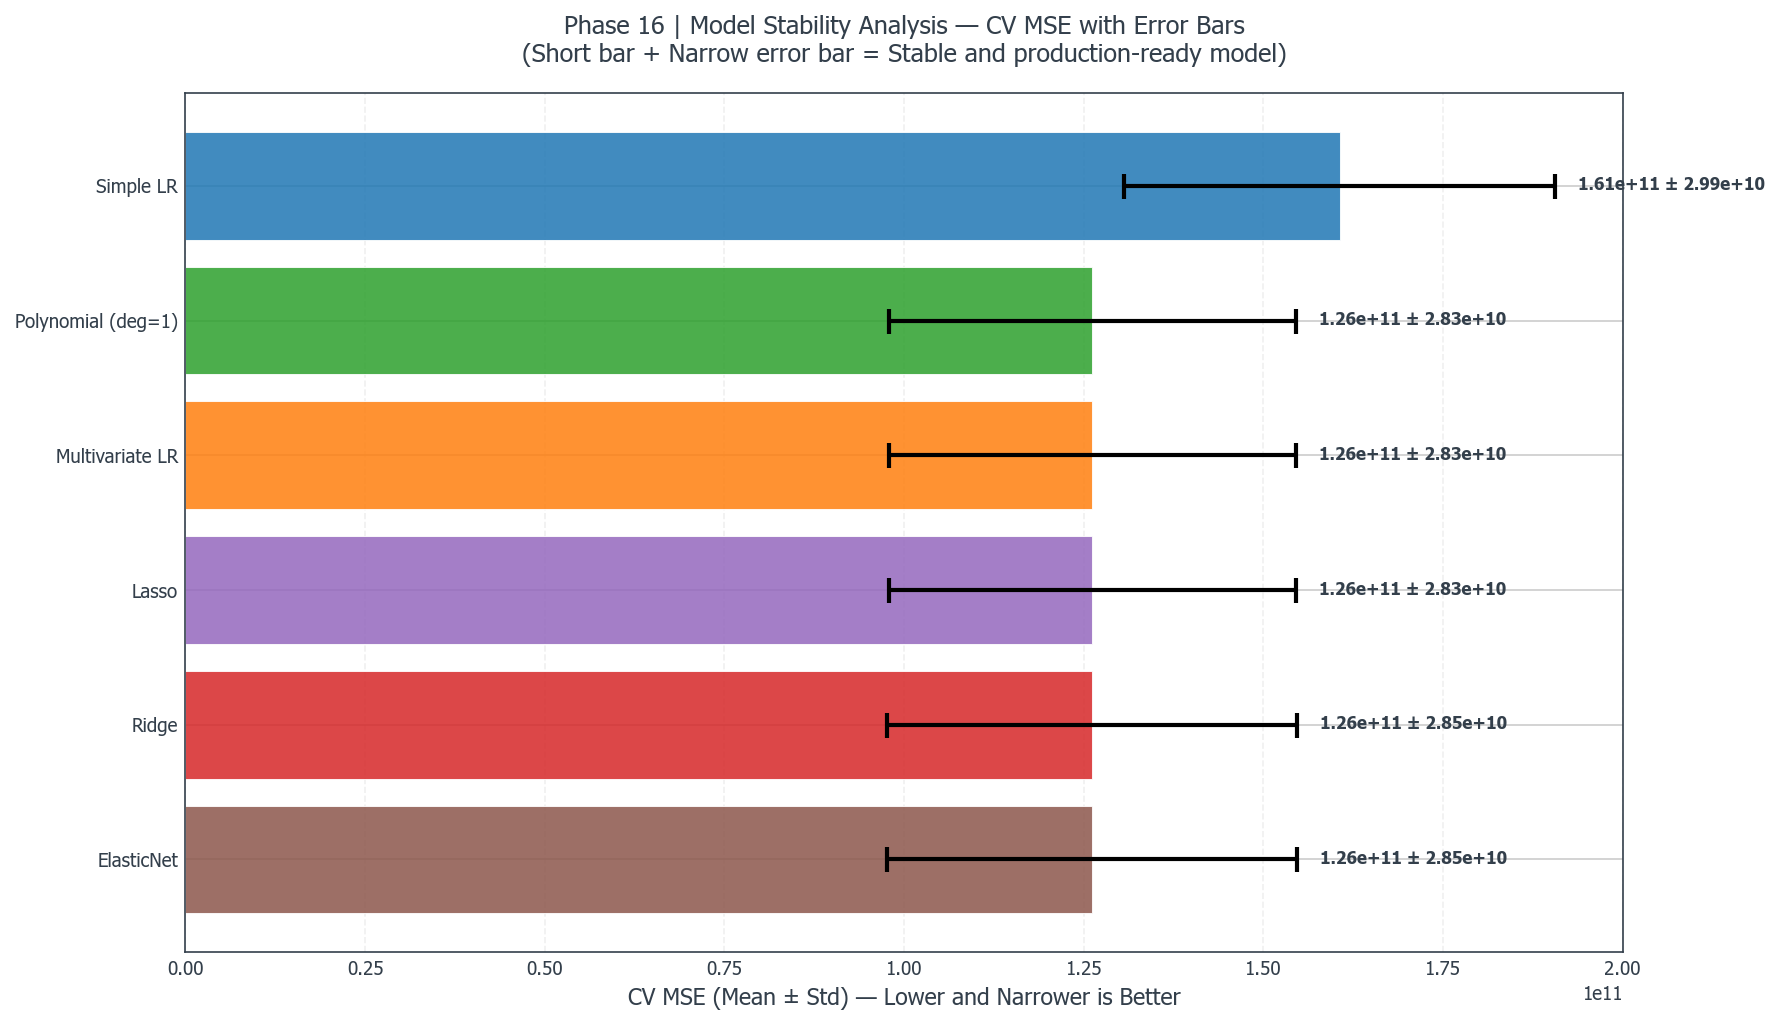 Phase 16 | Model Stability Analysis — CV MSE with Error Bars
(Short bar + Narrow error bar = Stable and production-ready model)
Simple LR
1.61e+11 ± 2.99e+10
Polynomial (deg=1)
1.26e+11 ± 2.83e+10
Multivariate LR
1.26e+11 ± 2.83e+10
Lasso
1.26e+11 ± 2.83e+10
Ridge
1.26e+11 ± 2.85e+10
ElasticNet
1.26e+11 ± 2.85e+10
0.00 0.25 0.50 0.75 1.00 1.25 1.50 1.75 2.00
1e11
CV MSE (Mean ± Std) — Lower and Narrower is Better